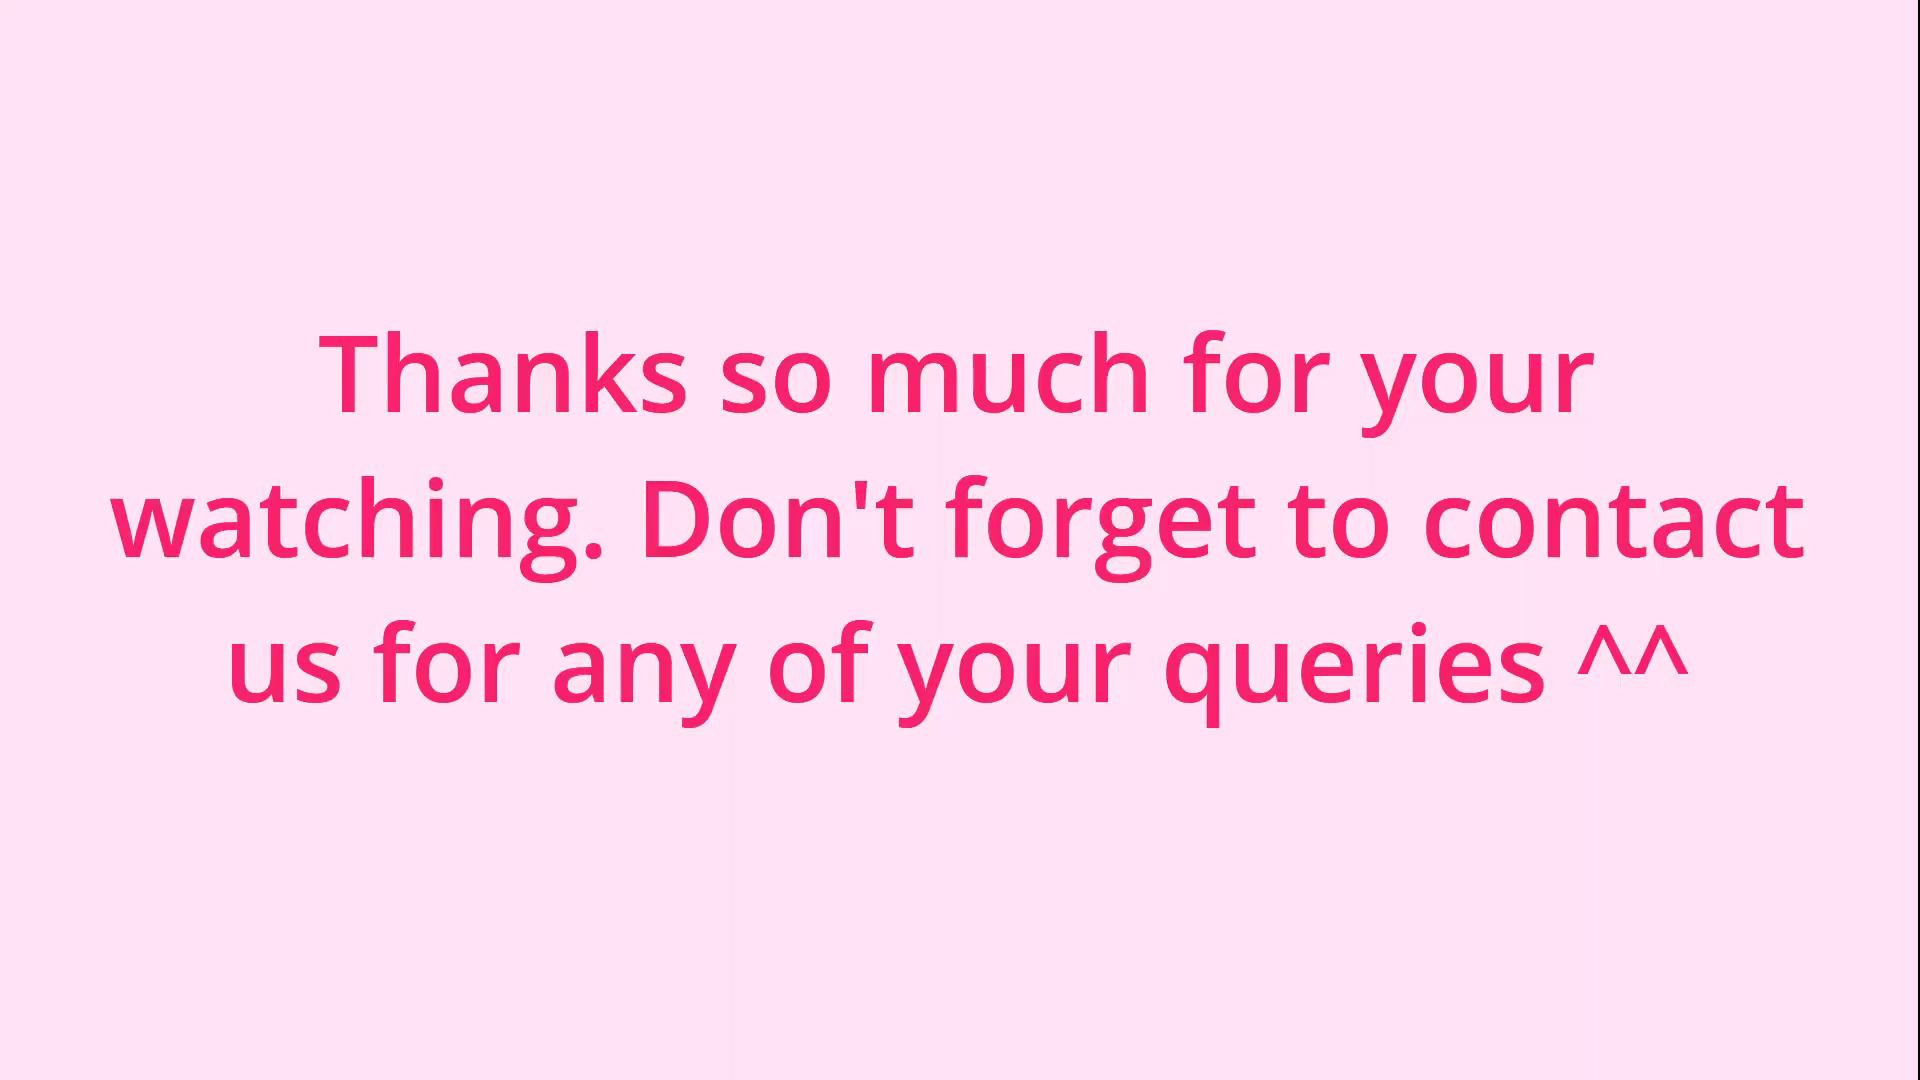 Thanks so much for your
watching. Don't forget to contact
us for any of your queries ^^